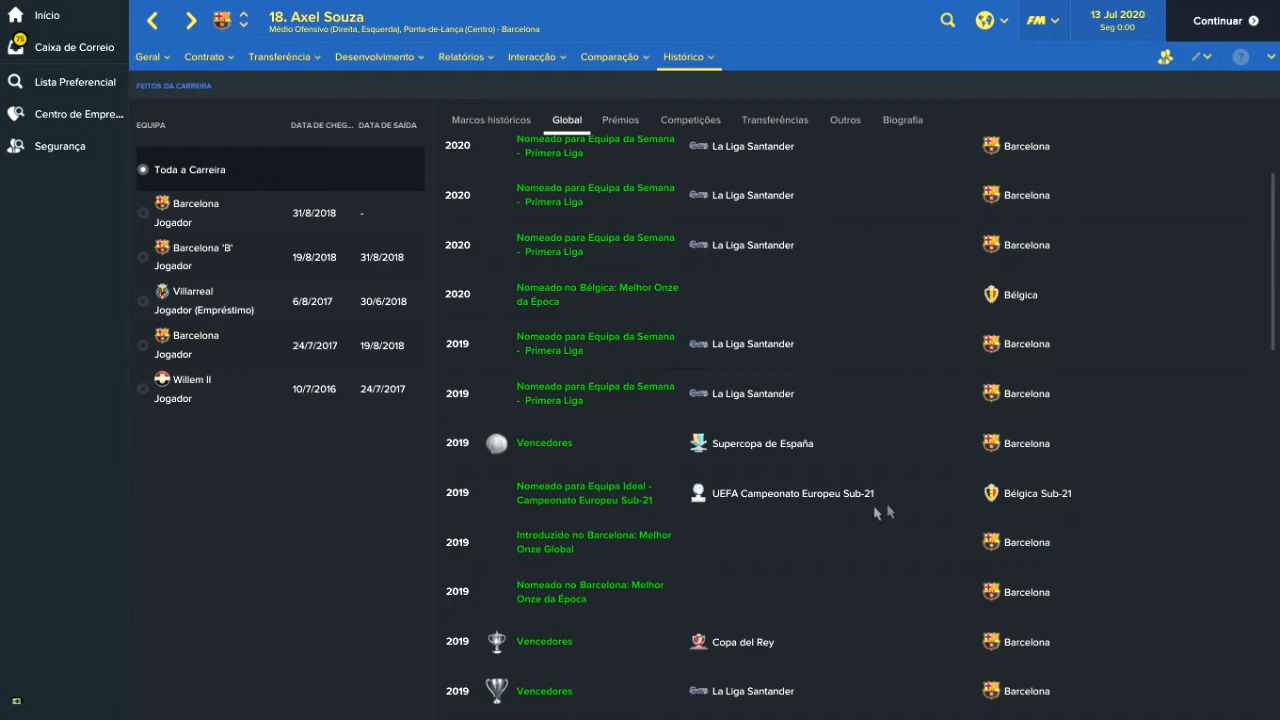 Início
75
Caixa de Correio
Lista Preferencial
Centro de Empre...
Segurança
18. Axel Souza
Médio Ofensivo (Direita, Esquerda), Ponta-de-Lança (Centro) - Barcelona
FM
13 Jul 2020
Seg 0:00
Continuar
Geral
Contrato
Transferência
Desenvolvimento
Relatórios
Interacção
Comparação
Histórico
?
FEITOS DA CARREIRA
EQUIPA DATA DE CHEG... DATA DE SAÍDA
Toda a Carreira
Barcelona
Jogador
31/8/2018 -
Barcelona 'B'
Jogador
19/8/2018 31/8/2018
Villarreal
Jogador (Empréstimo)
6/8/2017 30/6/2018
Barcelona
Jogador
24/7/2017 19/8/2018
Willem II
Jogador
10/7/2016 24/7/2017
Marcos históricos Global Prémios Competições Transferências Outros Biografia
2020 Nomeado para Equipa da Semana
- Primera Liga
La Liga Santander Barcelona
2020 Nomeado para Equipa da Semana
- Primera Liga
La Liga Santander Barcelona
2020 Nomeado para Equipa da Semana
- Primera Liga
La Liga Santander Barcelona
2020 Nomeado no Bélgica: Melhor Onze
da Época
Bélgica
2019 Nomeado para Equipa da Semana
- Primera Liga
La Liga Santander Barcelona
2019 Nomeado para Equipa da Semana
- Primera Liga
La Liga Santander Barcelona
2019 Vencedores Supercopa de España Barcelona
2019 Nomeado para Equipa Ideal -
Campeonato Europeu Sub-21
UEFA Campeonato Europeu Sub-21 Bélgica Sub-21
2019 Introduzido no Barcelona: Melhor
Onze Global
Barcelona
2019 Nomeado no Barcelona: Melhor
Onze da Época
Barcelona
2019 Vencedores Copa del Rey Barcelona
2019 Vencedores La Liga Santander Barcelona